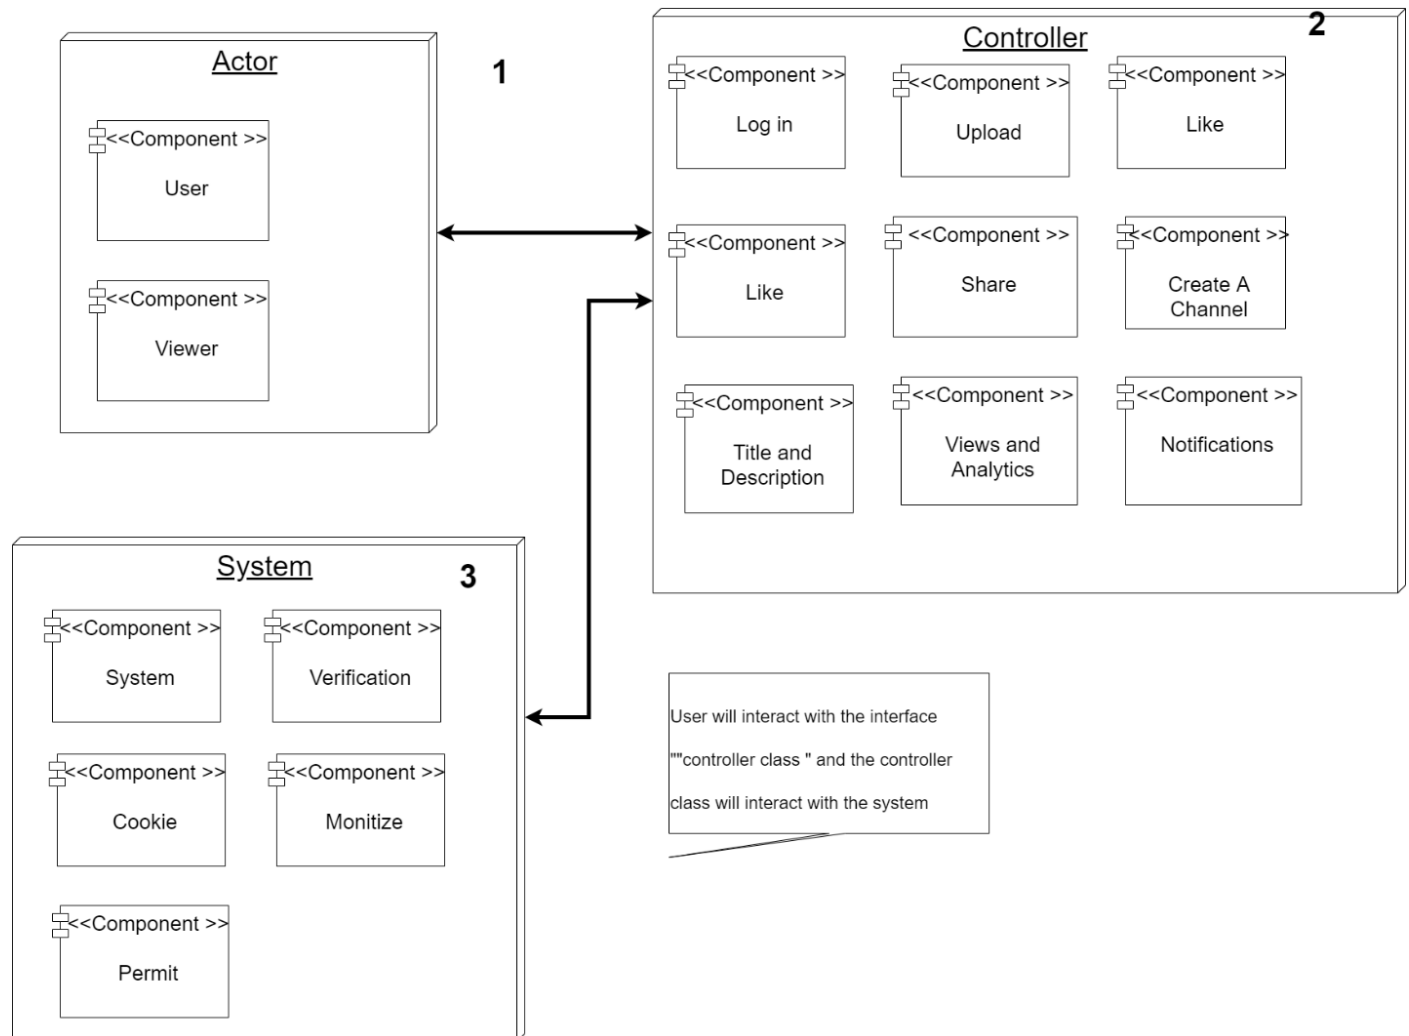 Actor
1
<<Component >>
User
<<Component >>
Viewer
Controller
2
<<Component >>
Log in
<<Component >>
Upload
<<Component >>
Like
<<Component >>
Like
<<Component >>
Share
<<Component >>
Create A
Channel
<<Component >>
Title and
Description
<<Component >>
Views and
Analytics
<<Component >>
Notifications
System
3
<<Component >>
System
<<Component >>
Verification
<<Component >>
Cookie
<<Component >>
Monitize
<<Component >>
Permit
User will interact with the interface
""controller class " and the controller
class will interact with the system